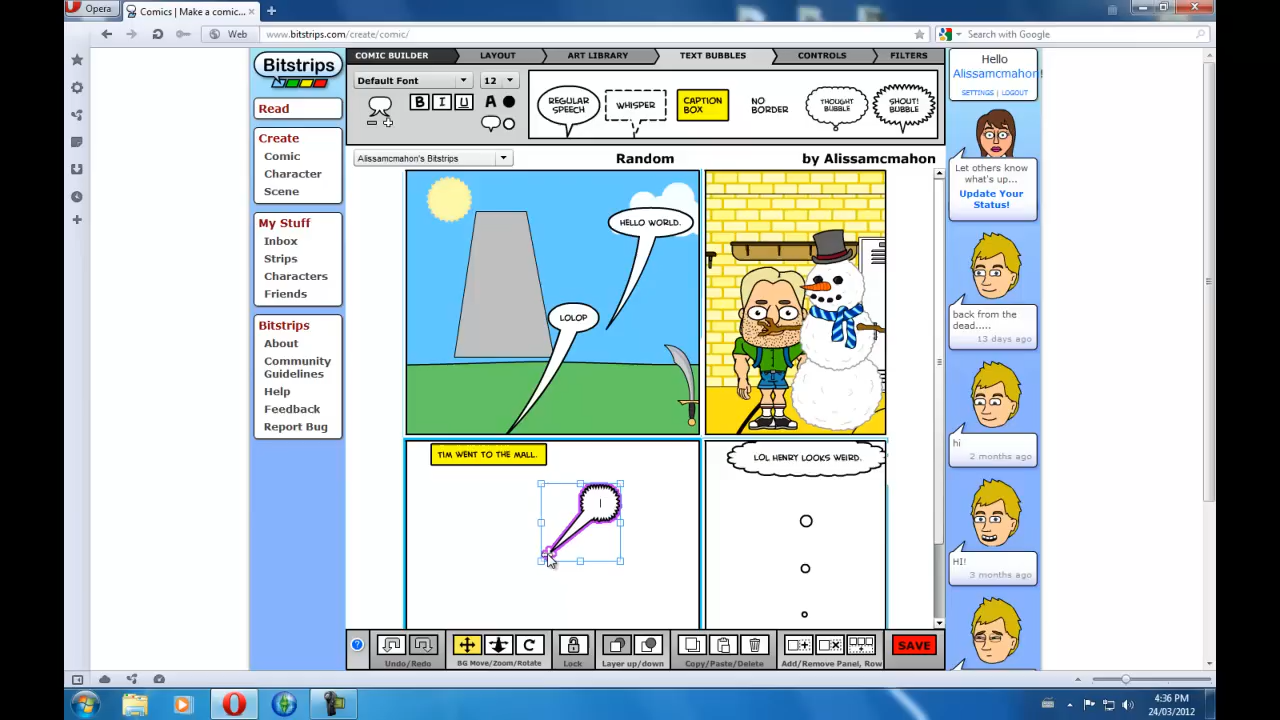 Opera
Comics | Make a comic...
Web
www.bitstrips.com/create/comic/
Search with Google
Bitstrips
Read
Create
Comic
Character
Scene
My Stuff
Inbox
Strips
Characters
Friends
Bitstrips
About
Community
Guidelines
Help
Feedback
Report Bug
COMIC BUILDER
LAYOUT
ART LIBRARY
TEXT BUBBLES
CONTROLS
FILTERS
Default Font
12
B I U A
REGULAR
SPEECH
WHISPER
CAPTION
BOX
NO
BORDER
THOUGHT
BUBBLE
SHOUT!
BUBBLE
Alissamcmahon's Bitstrips
Random
by Alissamcmahon
HELLO WORLD.
LOLOP
TIM WENT TO THE MALL.
LOL HENRY LOOKS WEIRD.
Undo/Redo
BG Move/Zoom/Rotate
Lock
Layer up/down
Copy/Paste/Delete
Add/Remove Panel, Row
SAVE
Hello
Alissamcmahon!
SETTINGS | LOGOUT
Let others know
what's up...
Update Your
Status!
back from the
dead.....
13 days ago
hi
2 months ago
HI!
3 months ago
4:36 PM
24/03/2012